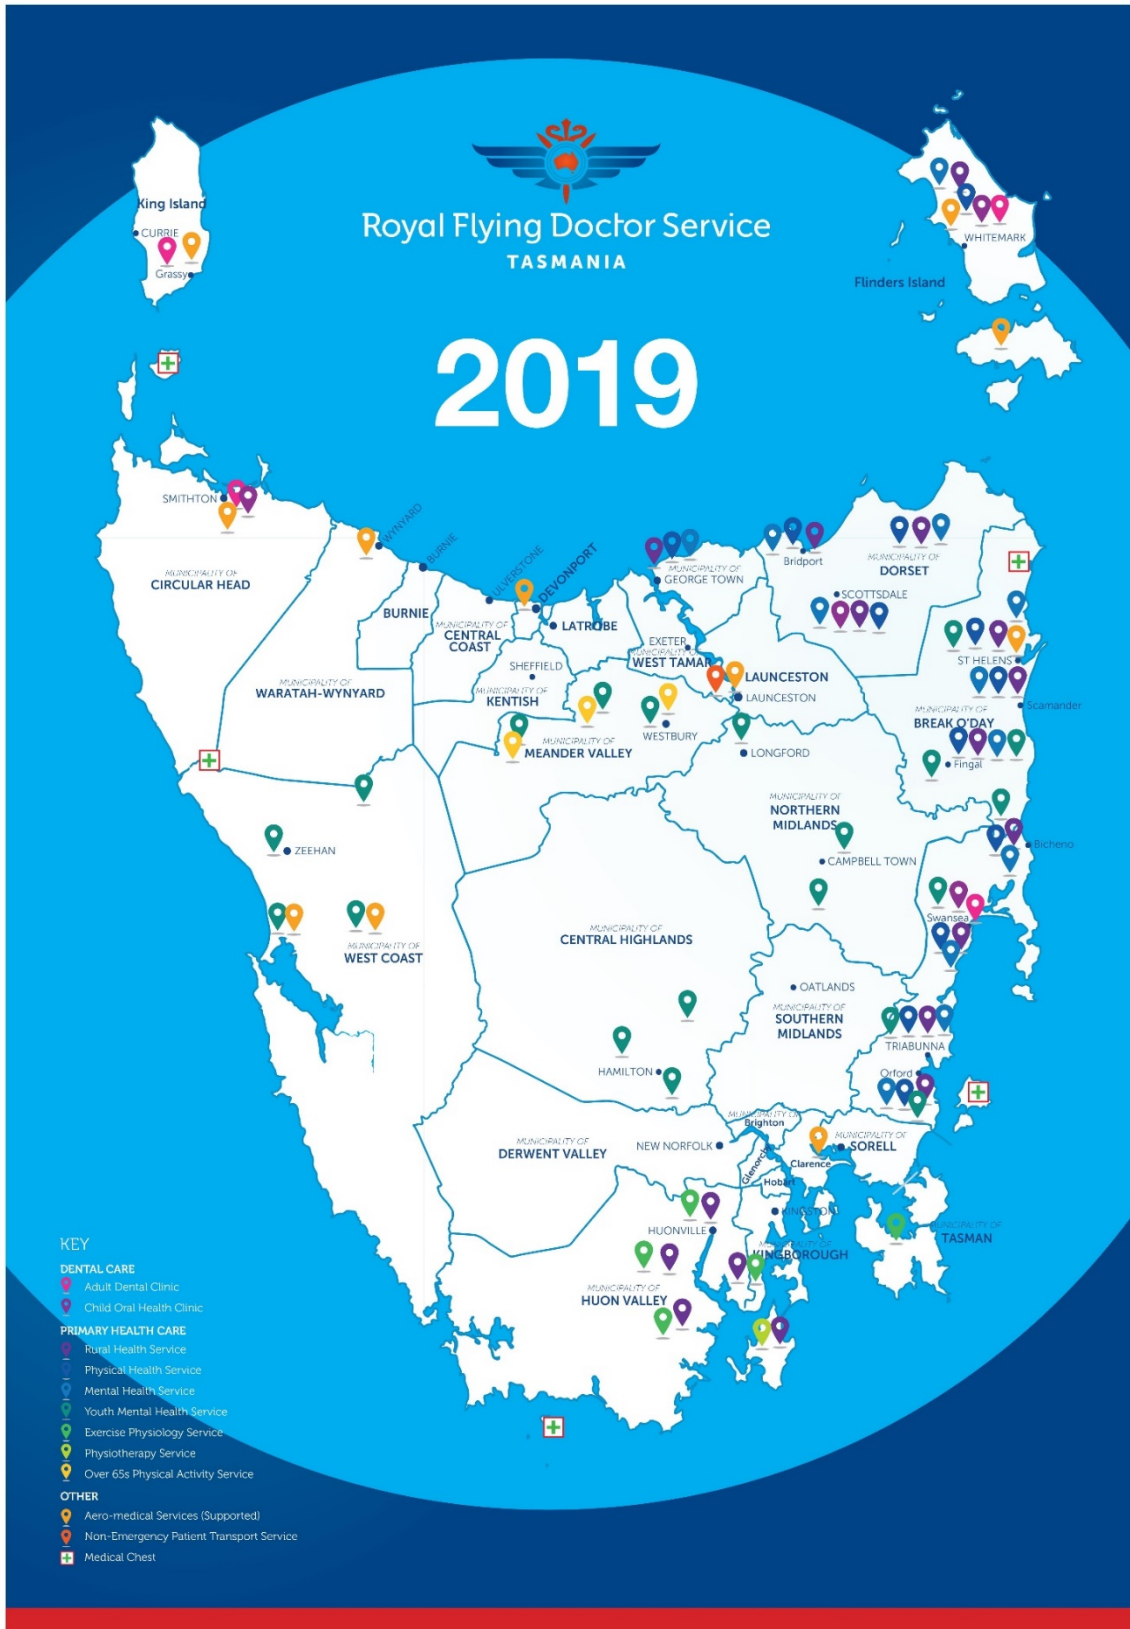 Royal Flying Doctor Service
TASMANIA
2019
King Island
CURRIE
Grassy
WHITEMARK
Flinders Island
SMITHTON
WYNYARD
BURNIE
ULVERSTONE
DEVONPORT
MUNICIPALITY OF
CIRCULAR HEAD
BURNIE
MUNICIPALITY OF
CENTRAL
COAST
LATROBE
MUNICIPALITY OF
GEORGE TOWN
Bridport
MUNICIPALITY OF
DORSET
SCOTTSDALE
EXETER
MUNICIPALITY OF
WEST TAMAR
SHEFFIELD
MUNICIPALITY OF
WARATAH-WYNYARD
MUNICIPALITY OF
KENTISH
LAUNCESTON
LAUNCESTON
ST HELENS
Scamander
MUNICIPALITY OF
BREAK O'DAY
WESTBURY
MUNICIPALITY OF
MEANDER VALLEY
LONGFORD
Fingal
MUNICIPALITY OF
NORTHERN
MIDLANDS
ZEEHAN
CAMPBELL TOWN
Bicheno
Swansea
MUNICIPALITY OF
WEST COAST
MUNICIPALITY OF
CENTRAL HIGHLANDS
OATLANDS
MUNICIPALITY OF
SOUTHERN
MIDLANDS
TRIABUNNA
Orford
HAMILTON
MUNICIPALITY OF
Brighton
MUNICIPALITY OF
DERWENT VALLEY
NEW NORFOLK
Glenorchy
Clarence
MUNICIPALITY OF
SORELL
Hobart
KINGSTON
HUONVILLE
MUNICIPALITY OF
KINGBOROUGH
MUNICIPALITY OF
TASMAN
MUNICIPALITY OF
HUON VALLEY
KEY
DENTAL CARE
Adult Dental Clinic
Child Oral Health Clinic
PRIMARY HEALTH CARE
Rural Health Service
Physical Health Service
Mental Health Service
Youth Mental Health Service
Exercise Physiology Service
Physiotherapy Service
Over 65s Physical Activity Service
OTHER
Aero-medical Services (Supported)
Non-Emergency Patient Transport Service
Medical Chest